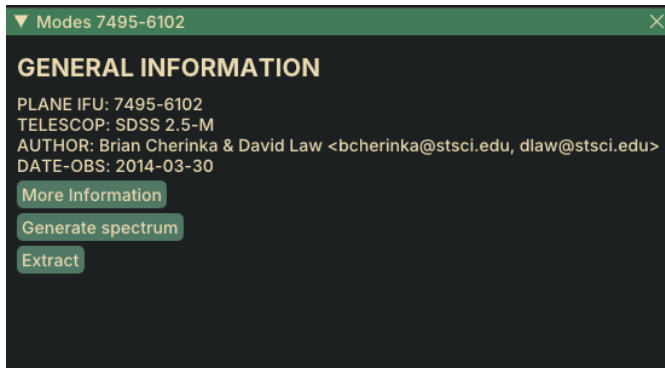 Modes 7495-6102
GENERAL INFORMATION
PLANE IFU: 7495-6102
TELESCOP: SDSS 2.5-M
AUTHOR: Brian Cherinka & David Law <bcherinka@stsci.edu, dlaw@stsci.edu>
DATE-OBS: 2014-03-30
More Information
Generate spectrum
Extract